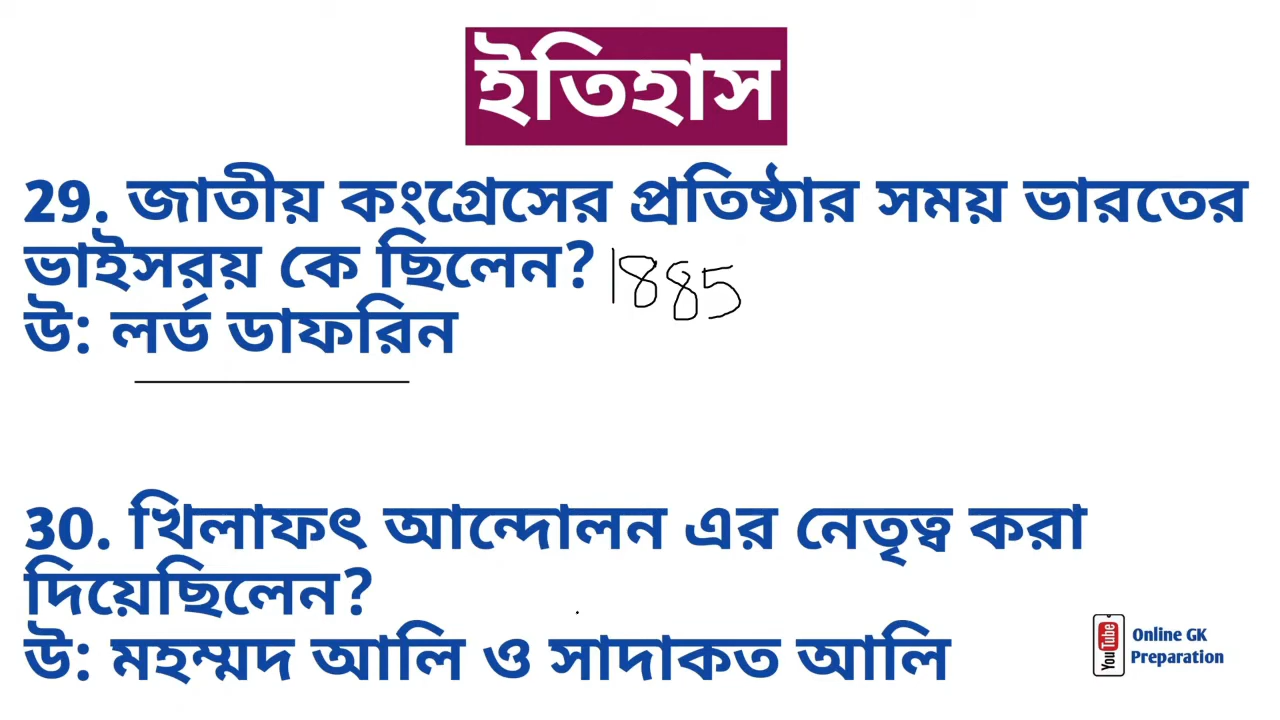 ইতিহাস
29. জাতীয় কংগ্রেসের প্রতিষ্ঠার সময় ভারতের
ভাইসরয় কে ছিলেন? 1885
উ: লর্ড ডাফরিন
30. খিলাফৎ আন্দোলন এর নেতৃত্ব করা
দিয়েছিলেন?
উ: মহম্মদ আলি ও সাদাকত আলি
YouTube
Online GK
Preparation